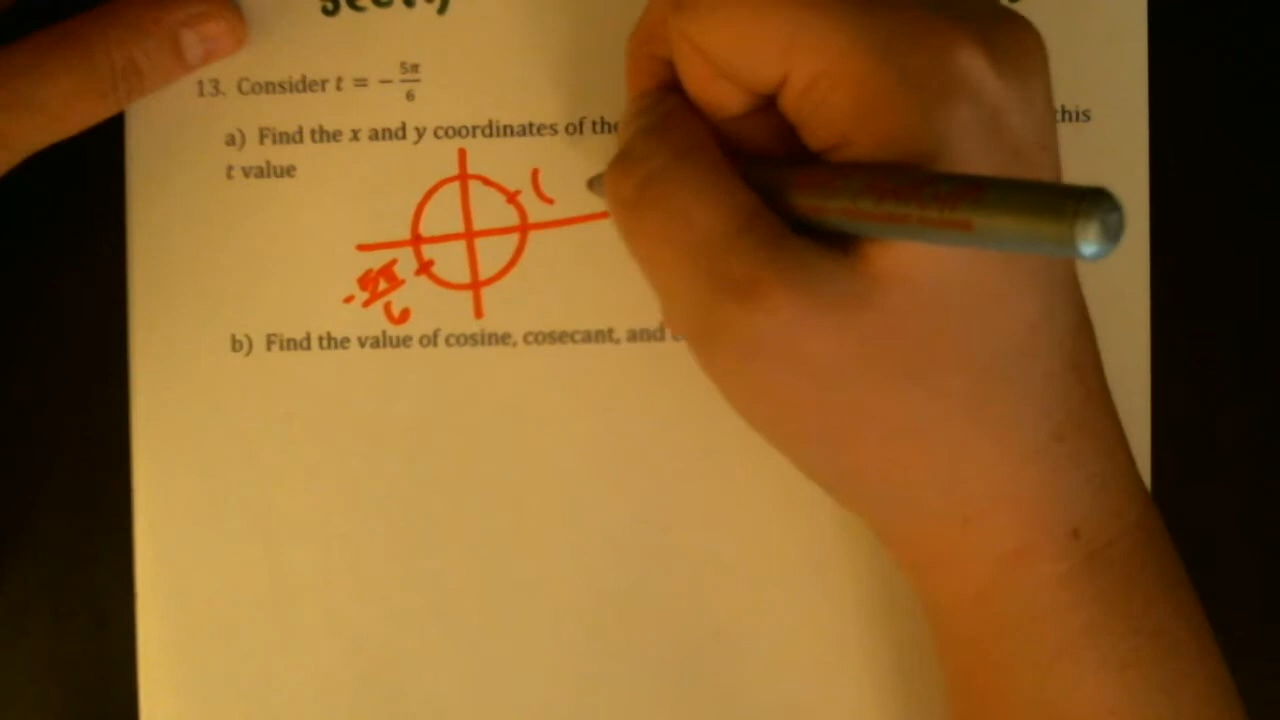 13. Consider t = - 5π/6
a) Find the x and y coordinates of the this
t value
(
- 5π/6
b) Find the value of cosine, cosecant, and